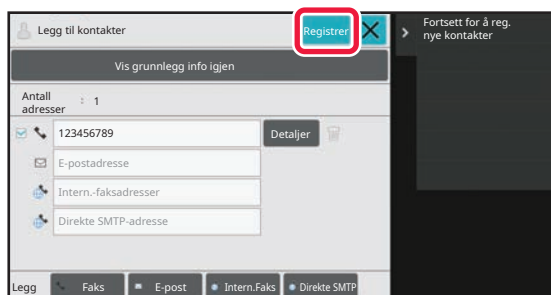 Legg til kontakter
Registrer
Fortsett for å reg.
nye kontakter
Vis grunnlegg info igjen
Antall
adresser : 1
123456789
Detaljer
E-postadresse
Intern.-faksadresser
Direkte SMTP-adresse
Legg
Faks
E-post
Intern.Faks
Direkte SMTP